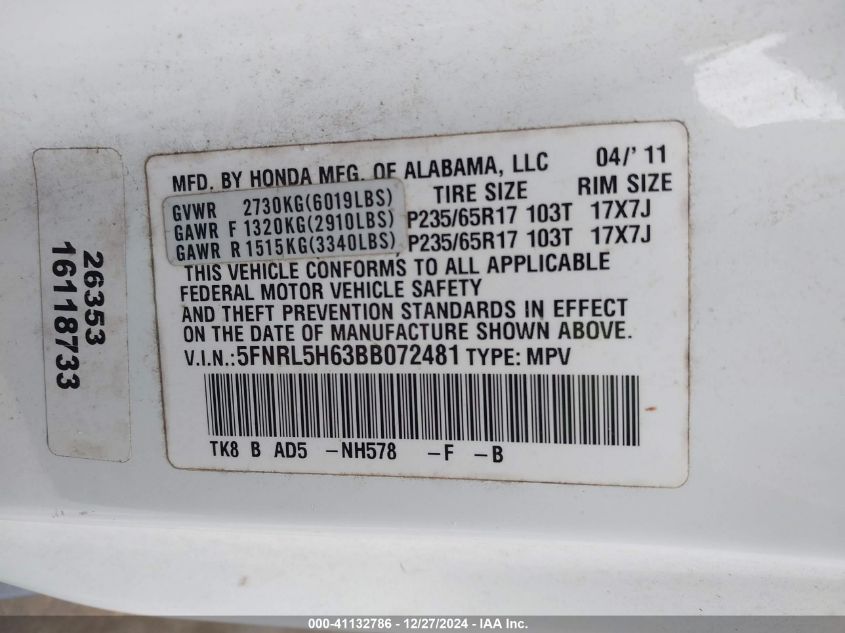 MFD. BY HONDA MFG. OF ALABAMA, LLC 04/' 11
GVWR 2730KG(6019LBS) TIRE SIZE RIM SIZE
GAWR F 1320KG(2910LBS) P235/65R17 103T 17X7J
GAWR R 1515KG(3340LBS) P235/65R17 103T 17X7J
THIS VEHICLE CONFORMS TO ALL APPLICABLE
FEDERAL MOTOR VEHICLE SAFETY
AND THEFT PREVENTION STANDARDS IN EFFECT
ON THE DATE OF MANUFACTURE SHOWN ABOVE.
V.I.N.:5FNRL5H63BB072481 TYPE: MPV
TK8 B AD5 -NH578 -F -B
26353
16118733
000-41132786 - 12/27/2024 - IAA Inc.